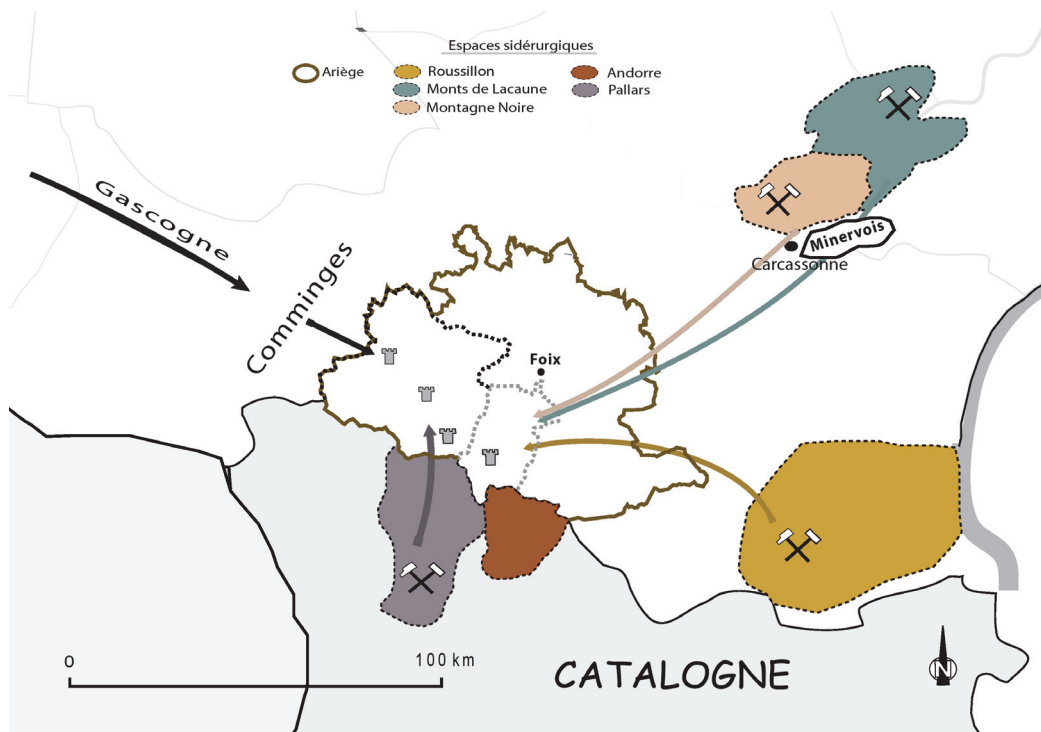 Espaces sidérurgiques
Ariège
Roussillon
Andorre
Monts de Lacaune
Pallars
Montagne Noire
Gascogne
Comminges
Minervois
Carcassonne
Foix
0
100 km
CATALOGNE
N